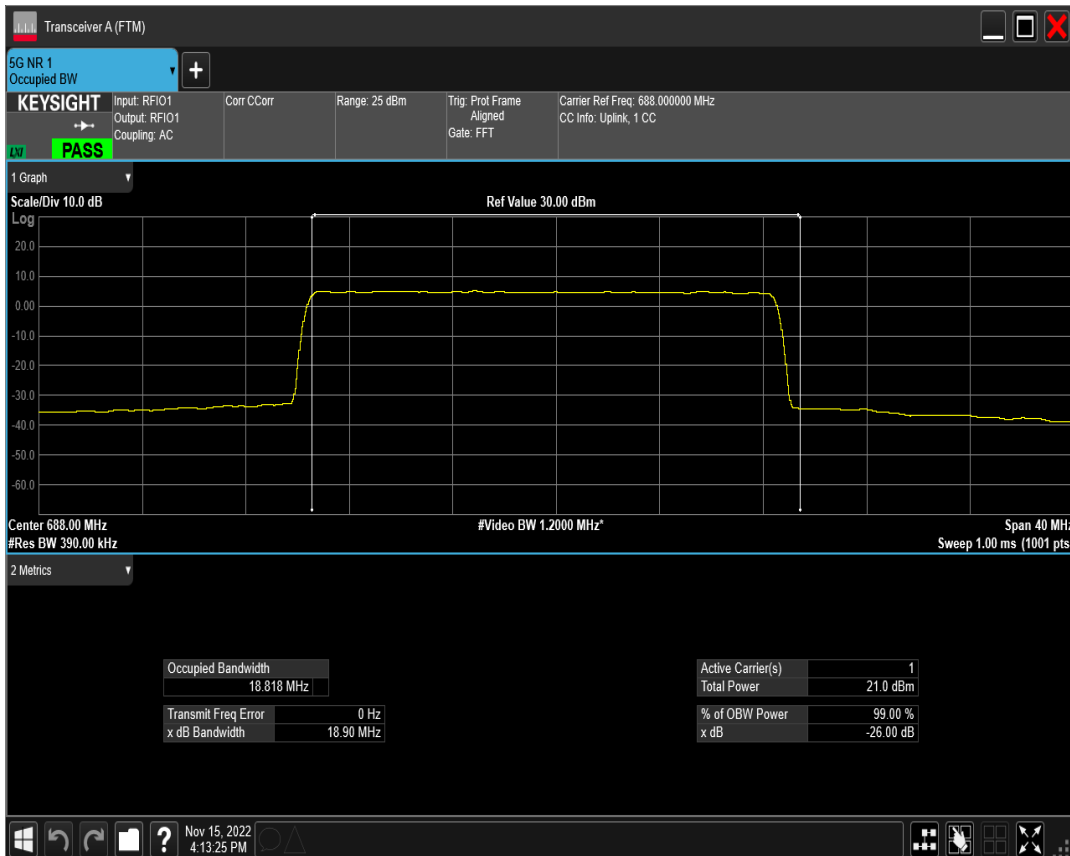 Transceiver A (FTM)
5G NR 1
Occupied BW
+
KEYSIGHT
Input: RFIO1
Output: RFIO1
Coupling: AC
Corr CCorr
Range: 25 dBm
Trig: Prot Frame
Aligned
Gate: FFT
Carrier Ref Freq: 688.000000 MHz
CC Info: Uplink, 1 CC
LXI
PASS
1 Graph
Scale/Div 10.0 dB
Ref Value 30.00 dBm
Log
20.0
10.0
0.00
-10.0
-20.0
-30.0
-40.0
-50.0
-60.0
Center 688.00 MHz
#Video BW 1.2000 MHz*
Span 40 MHz
#Res BW 390.00 kHz
Sweep 1.00 ms (1001 pts
2 Metrics
Occupied Bandwidth
18.818 MHz
Transmit Freq Error 0 Hz
x dB Bandwidth 18.90 MHz
Active Carrier(s) 1
Total Power 21.0 dBm
% of OBW Power 99.00 %
x dB -26.00 dB
?
Nov 15, 2022
4:13:25 PM